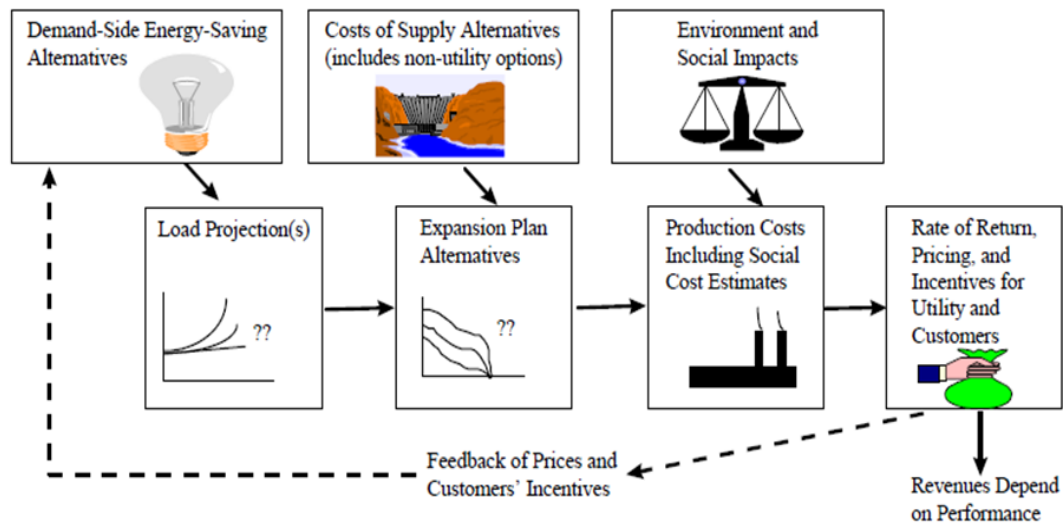 Demand-Side Energy-Saving
Alternatives
Costs of Supply Alternatives
(includes non-utility options)
Environment and
Social Impacts
Load Projection(s)
??
Expansion Plan
Alternatives
??
Production Costs
Including Social
Cost Estimates
Rate of Return,
Pricing, and
Incentives for
Utility and
Customers
Feedback of Prices and
Customers' Incentives
Revenues Depend
on Performance